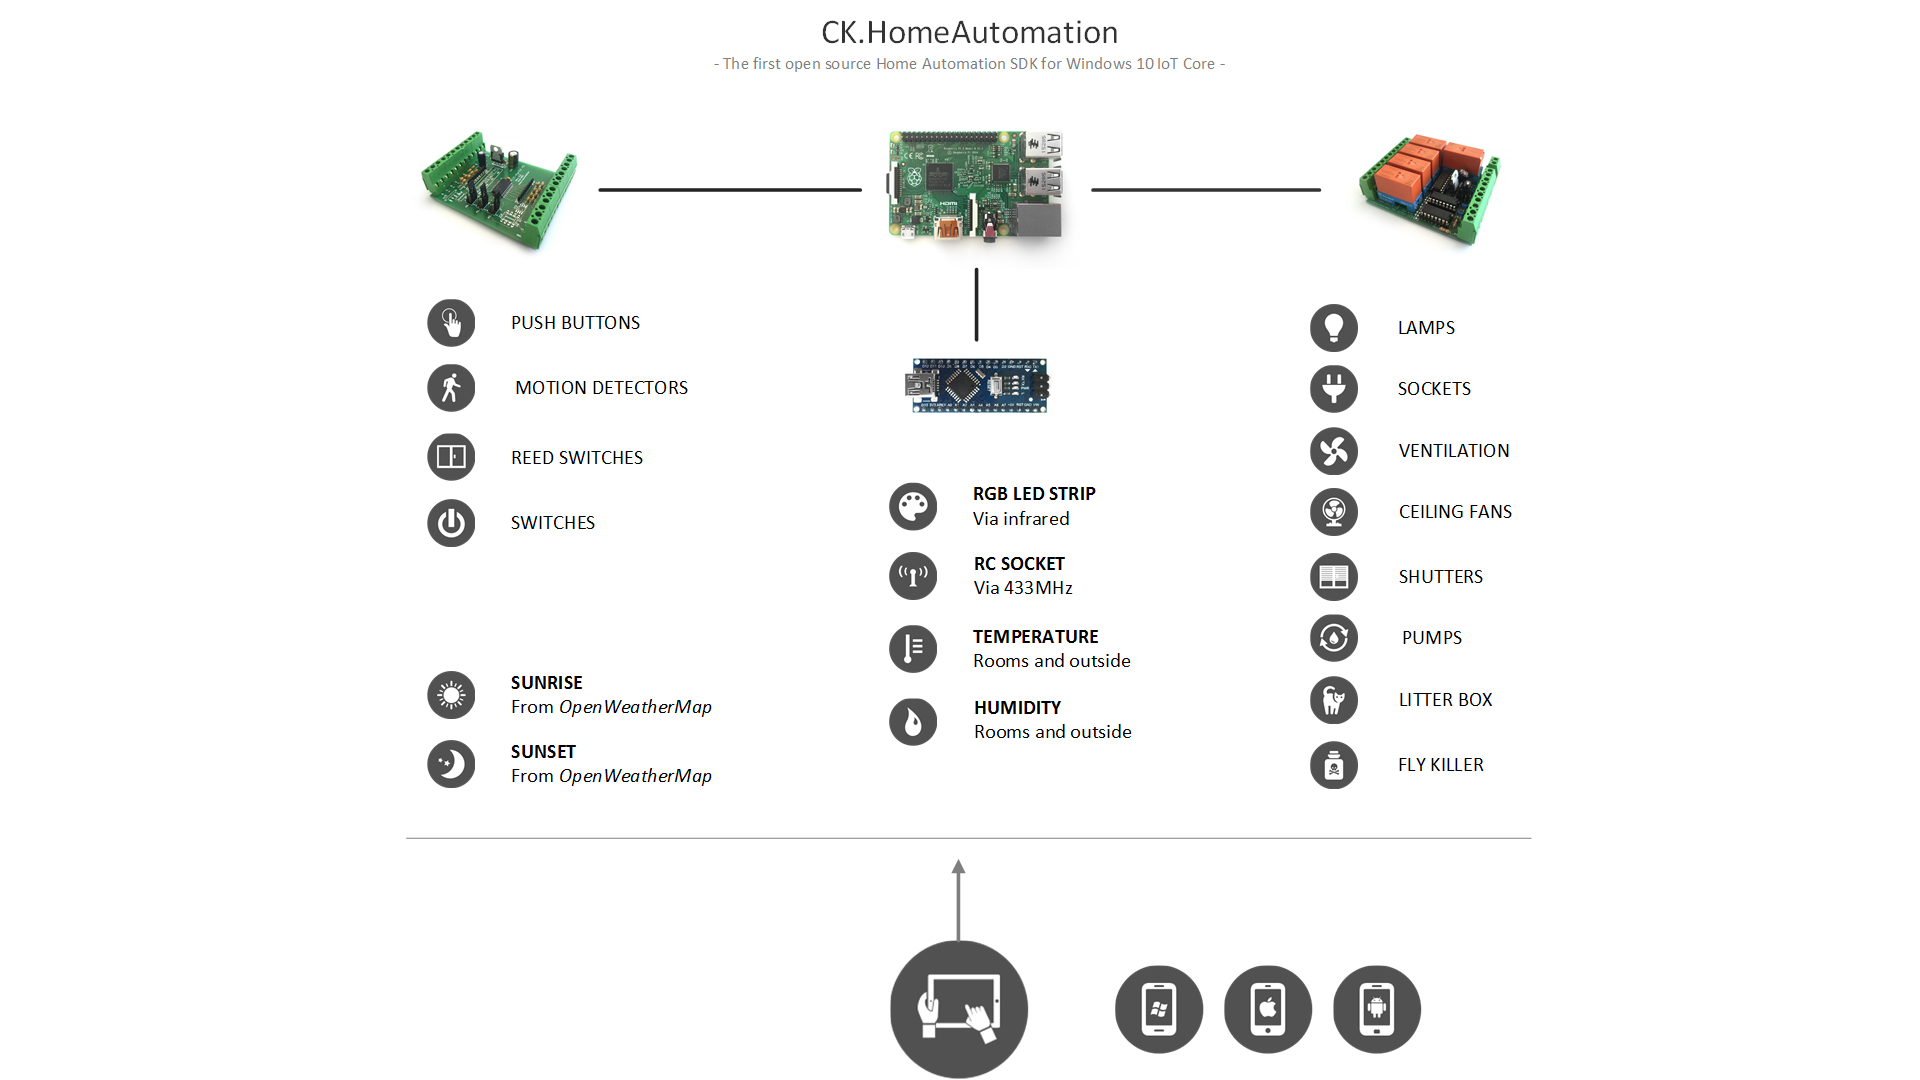 CK.HomeAutomation
- The first open source Home Automation SDK for Windows 10 IoT Core -
HDMI
PUSH BUTTONS
MOTION DETECTORS
REED SWITCHES
SWITCHES
SUNRISE
From OpenWeatherMap
SUNSET
From OpenWeatherMap
RGB LED STRIP
Via infrared
RC SOCKET
Via 433MHz
TEMPERATURE
Rooms and outside
HUMIDITY
Rooms and outside
LAMPS
SOCKETS
VENTILATION
CEILING FANS
SHUTTERS
PUMPS
LITTER BOX
FLY KILLER